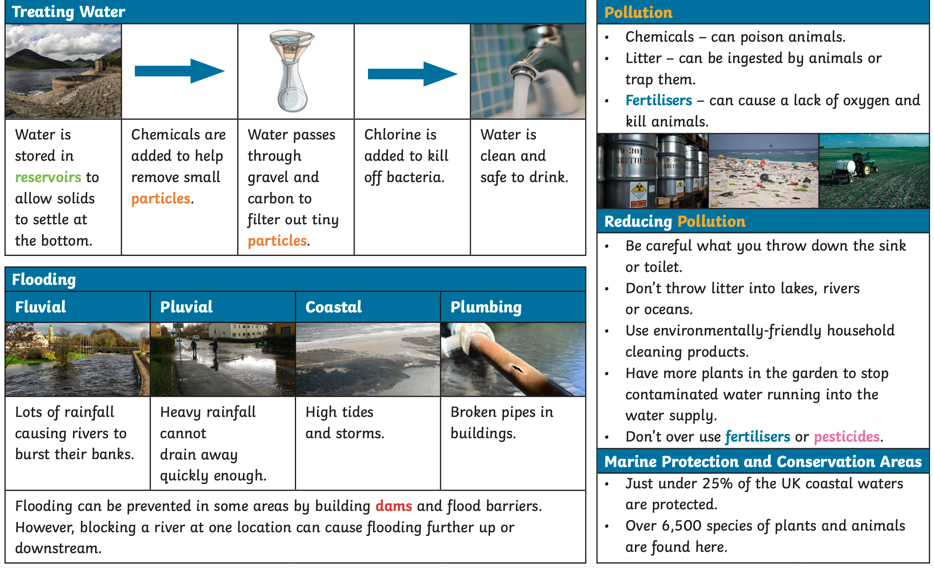 Treating Water
Water is
stored in
reservoirs to
allow solids
to settle at
the bottom.
Chemicals are
added to help
remove small
particles.
Water passes
through
gravel and
carbon to
filter out tiny
particles.
Chlorine is
added to kill
off bacteria.
Water is
clean and
safe to drink.
Flooding
Fluvial
Pluvial
Coastal
Plumbing
Lots of rainfall
causing rivers to
burst their banks.
Heavy rainfall
cannot
drain away
quickly enough.
High tides
and storms.
Broken pipes in
buildings.
Flooding can be prevented in some areas by building dams and flood barriers.
However, blocking a river at one location can cause flooding further up or
downstream.
Pollution
• Chemicals – can poison animals.
• Litter – can be ingested by animals or
trap them.
• Fertilisers – can cause a lack of oxygen and
kill animals.
Reducing Pollution
• Be careful what you throw down the sink
or toilet.
• Don't throw litter into lakes, rivers
or oceans.
• Use environmentally-friendly household
cleaning products.
• Have more plants in the garden to stop
contaminated water running into the
water supply.
• Don't over use fertilisers or pesticides.
Marine Protection and Conservation Areas
• Just under 25% of the UK coastal waters
are protected.
• Over 6,500 species of plants and animals
are found here.